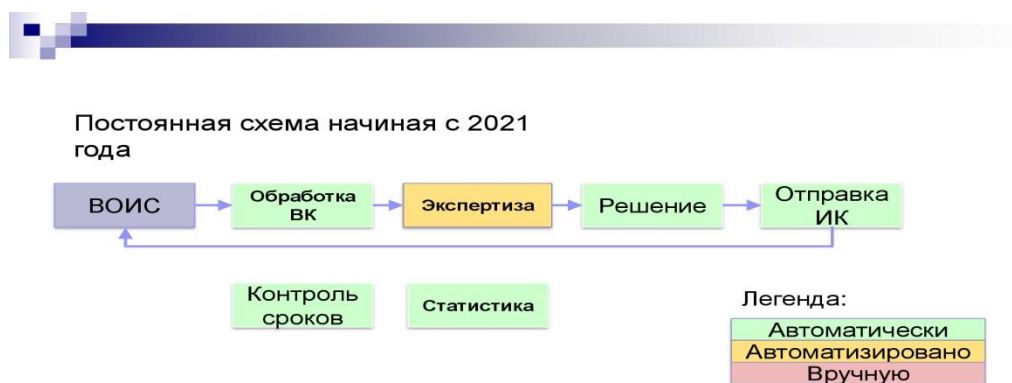 Постоянная схема начиная с 2021
года
ВОИС
Обработка
ВК
Экспертиза
Решение
Отправка
ИК
Контроль
сроков
Статистика
Легенда:
Автоматически
Автоматизировано
Вручную